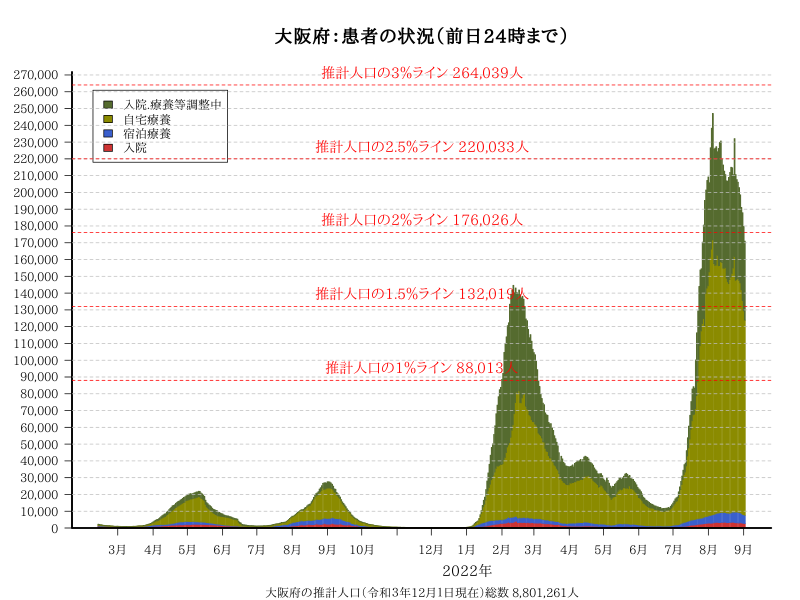 大阪府：患者の状況（前日24時まで）
270,000
260,000
250,000
240,000
230,000
220,000
210,000
200,000
190,000
180,000
170,000
160,000
150,000
140,000
130,000
120,000
110,000
100,000
90,000
80,000
70,000
60,000
50,000
40,000
30,000
20,000
10,000
0
入院,療養等調整中
自宅療養
宿泊療養
入院
推計人口の3%ライン 264,039人
推計人口の2.5%ライン 220,033人
推計人口の2%ライン 176,026人
推計人口の1.5%ライン 132,019人
推計人口の1%ライン 88,013人
3月 4月 5月 6月 7月 8月 9月 10月 12月 1月 2月 3月 4月 5月 6月 7月 8月 9月
2022年
大阪府の推計人口（令和3年12月1日現在）総数 8,801,261人